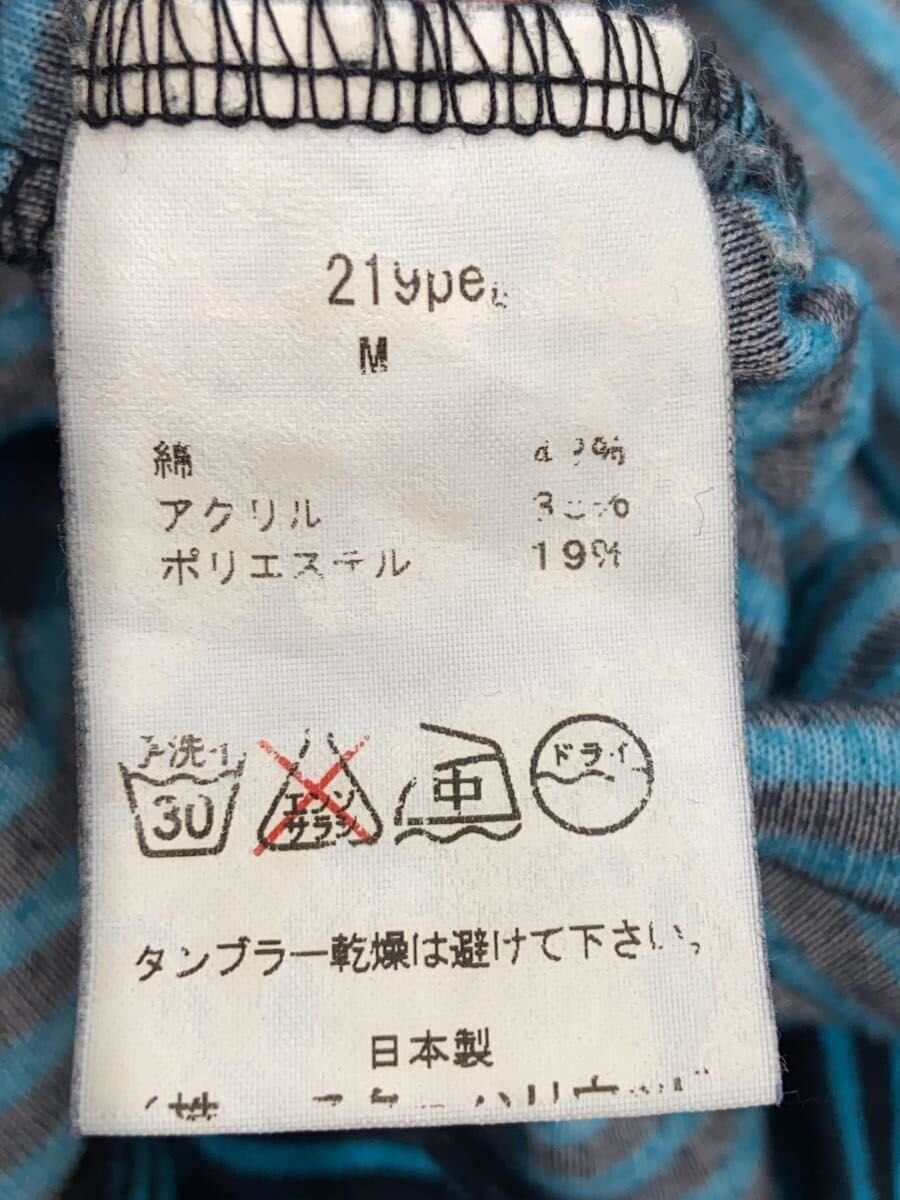 M
綿
アクリル
ポリエステル 19%
手洗イ
30
エンソ
サラシ
中
ドライ
タンブラー乾燥は避けて下さい。
日本製